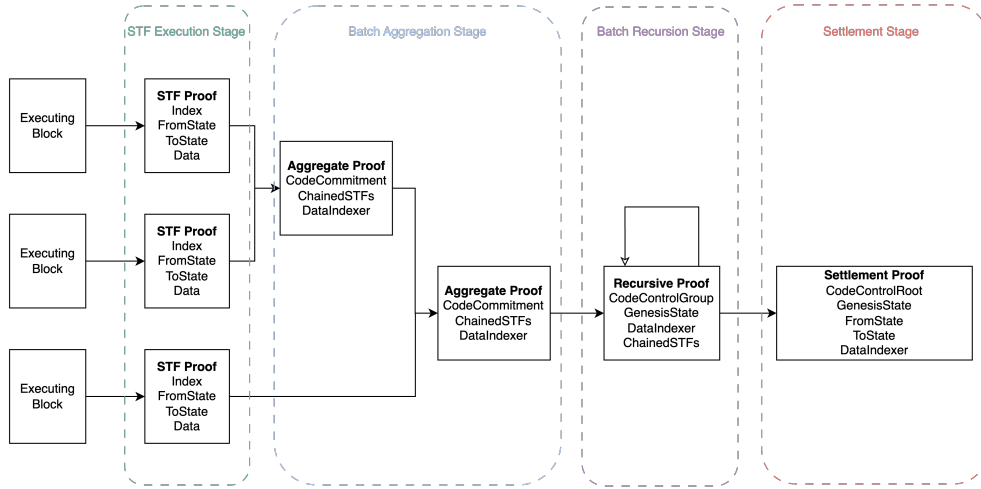 STF Execution Stage
Batch Aggregation Stage
Batch Recursion Stage
Settlement Stage
Executing
Block
STF Proof
Index
FromState
ToState
Data
Executing
Block
STF Proof
Index
FromState
ToState
Data
Executing
Block
STF Proof
Index
FromState
ToState
Data
Aggregate Proof
CodeCommitment
ChainedSTFs
DataIndexer
Aggregate Proof
CodeCommitment
ChainedSTFs
DataIndexer
Recursive Proof
CodeControlGroup
GenesisState
DataIndexer
ChainedSTFs
Settlement Proof
CodeControlRoot
GenesisState
FromState
ToState
DataIndexer